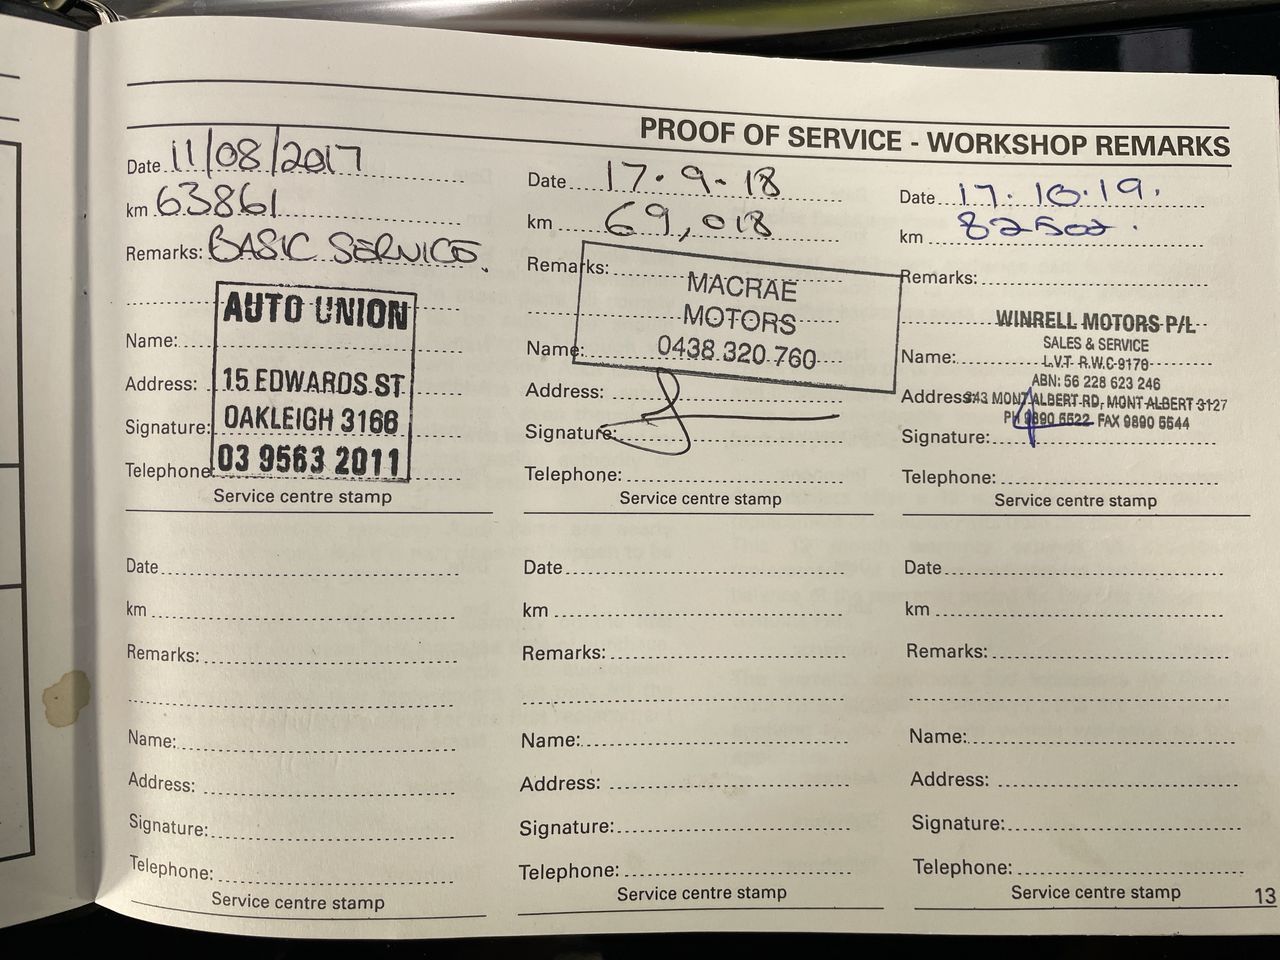 PROOF OF SERVICE - WORKSHOP REMARKS
Date 11/08/2017
km 63861
Remarks: BASIC SERVICE.
AUTO UNION
Name:
Address: 15 EDWARDS ST
Signature: OAKLEIGH 3166
Telephone: 03 9563 2011
Service centre stamp
Date 17.9.18
km 69,018
Remarks: MACRAE
MOTORS
Name: 0438 320 760
Address:
Signature:
Telephone:
Service centre stamp
Date 17.10.19.
km 82502.
Remarks:
WINRELL MOTORS P/L
SALES & SERVICE
Name: L.V.T. R.W.C-9178
ABN: 56 228 623 246
Address: 343 MONT ALBERT RD, MONT ALBERT 3127
PH 9890 5522 FAX 9890 5544
Signature:
Telephone:
Service centre stamp
Date
km
Remarks:
Name:
Address:
Signature:
Telephone:
Service centre stamp
Date
km
Remarks:
Name:
Address:
Signature:
Telephone:
Service centre stamp
Date
km
Remarks:
Name:
Address:
Signature:
Telephone:
Service centre stamp
13